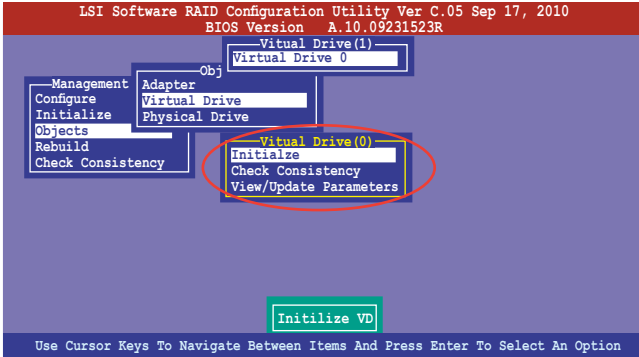 LSI Software RAID Configuration Utility Ver C.05 Sep 17, 2010
BIOS Version A.10.09231523R
Vitual Drive(1)
Virtual Drive 0
Obj
Adapter
Virtual Drive
Physical Drive
Management
Configure
Initialize
Objects
Rebuild
Check Consistency
Vitual Drive(0)
Initialze
Check Consistency
View/Update Parameters
Initilize VD
Use Cursor Keys To Navigate Between Items And Press Enter To Select An Option